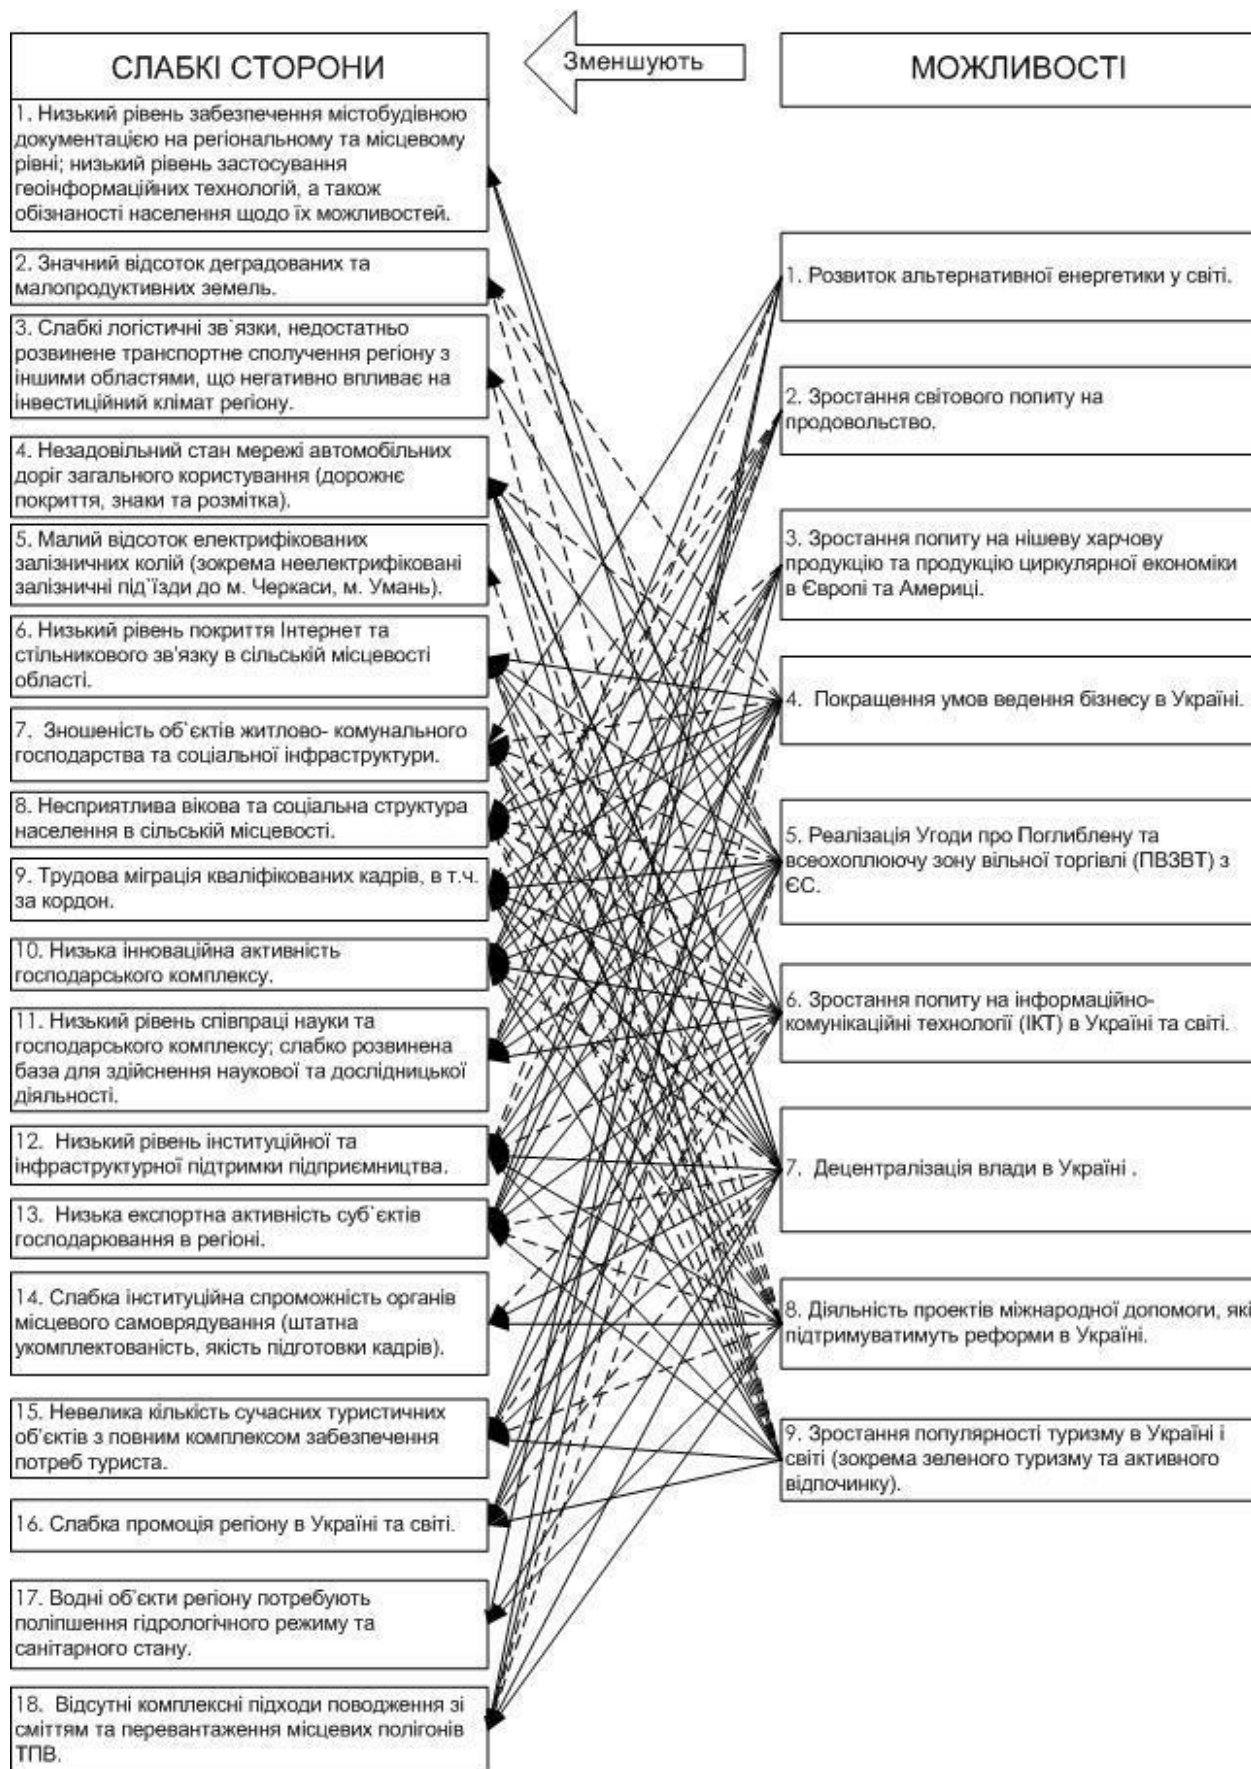 СЛАБКІ СТОРОНИ
Зменшують
МОЖЛИВОСТІ
1. Низький рівень забезпечення містобудівною
документацією на регіональному та місцевому
рівні; низький рівень застосування
геоінформаційних технологій, а також
обізнаності населення щодо їх можливостей.
2. Значний відсоток деградованих та
малопродуктивних земель.
3. Слабкі логістичні зв`язки, недостатньо
розвинене транспортне сполучення регіону з
іншими областями, що негативно впливає на
інвестиційний клімат регіону.
4. Незадовільний стан мережі автомобільних
доріг загального користування (дорожнє
покриття, знаки та розмітка).
5. Малий відсоток електрифікованих
залізничних колій (зокрема неелектрифіковані
залізничні під`їзди до м. Черкаси, м. Умань).
6. Низький рівень покриття Інтернет та
стільникового зв'язку в сільській місцевості
області.
7. Зношеність об`єктів житлово- комунального
господарства та соціальної інфраструктури.
8. Несприятлива вікова та соціальна структура
населення в сільській місцевості.
9. Трудова міграція кваліфікованих кадрів, в т.ч.
за кордон.
10. Низька інноваційна активність
господарського комплексу.
11. Низький рівень співпраці науки та
господарського комплексу; слабко розвинена
база для здійснення наукової та дослідницької
діяльності.
12. Низький рівень інституційної та
інфраструктурної підтримки підприємництва.
13. Низька експортна активність суб`єктів
господарювання в регіоні.
14. Слабка інституційна спроможність органів
місцевого самоврядування (штатна
укомплектованість, якість підготовки кадрів).
15. Невелика кількість сучасних туристичних
об'єктів з повним комплексом забезпечення
потреб туриста.
16. Слабка промоція регіону в Україні та світі.
17. Водні об'єкти регіону потребують
поліпшення гідрологічного режиму та
санітарного стану.
18. Відсутні комплексні підходи поводження зі
сміттям та перевантаження місцевих полігонів
ТПВ.
1. Розвиток альтернативної енергетики у світі.
2. Зростання світового попиту на
продовольство.
3. Зростання попиту на нішеву харчову
продукцію та продукцію циркулярної економіки
в Європі та Америці.
4. Покращення умов ведення бізнесу в Україні.
5. Реалізація Угоди про Поглиблену та
всеохоплюючу зону вільної торгівлі (ПВЗВТ) з
ЄС.
6. Зростання попиту на інформаційно-
комунікаційні технології (ІКТ) в Україні та світі.
7. Децентралізація влади в Україні .
8. Діяльність проектів міжнародної допомоги, які
підтримуватимуть реформи в Україні.
9. Зростання популярності туризму в Україні і
світі (зокрема зеленого туризму та активного
відпочинку).